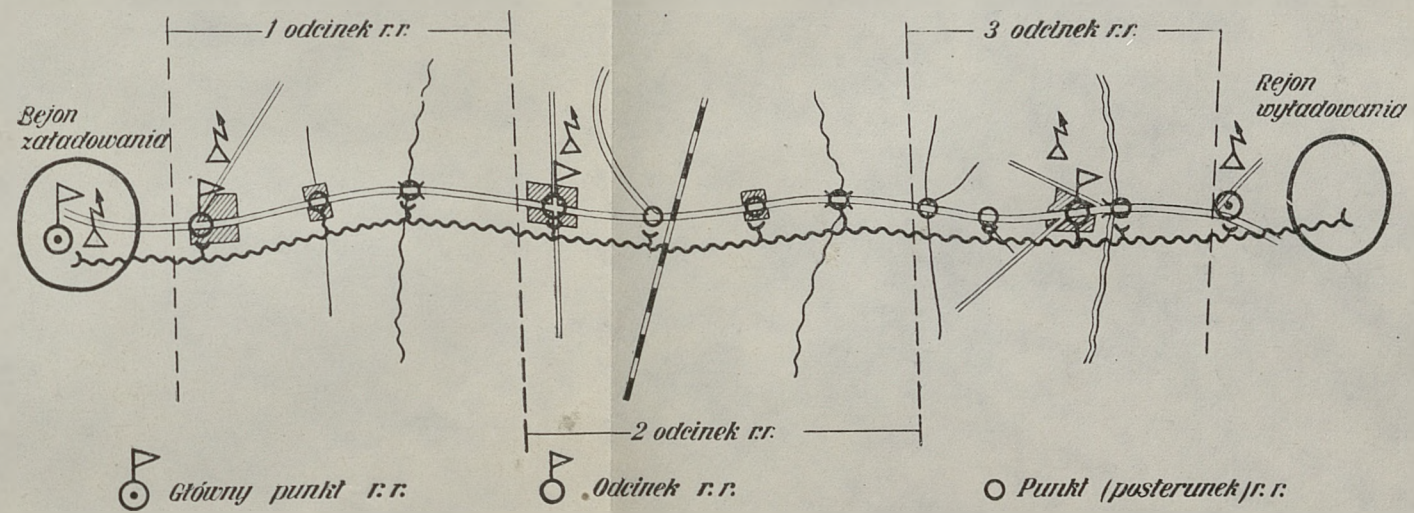 1 odcinek r.r.
3 odcinek r.r.
Rejon
wyładowania
Rejon
załadowania
2 odcinek r.r.
Główny punkt r.r.
Odcinek r.r.
Punkt (posterunek) r.r.